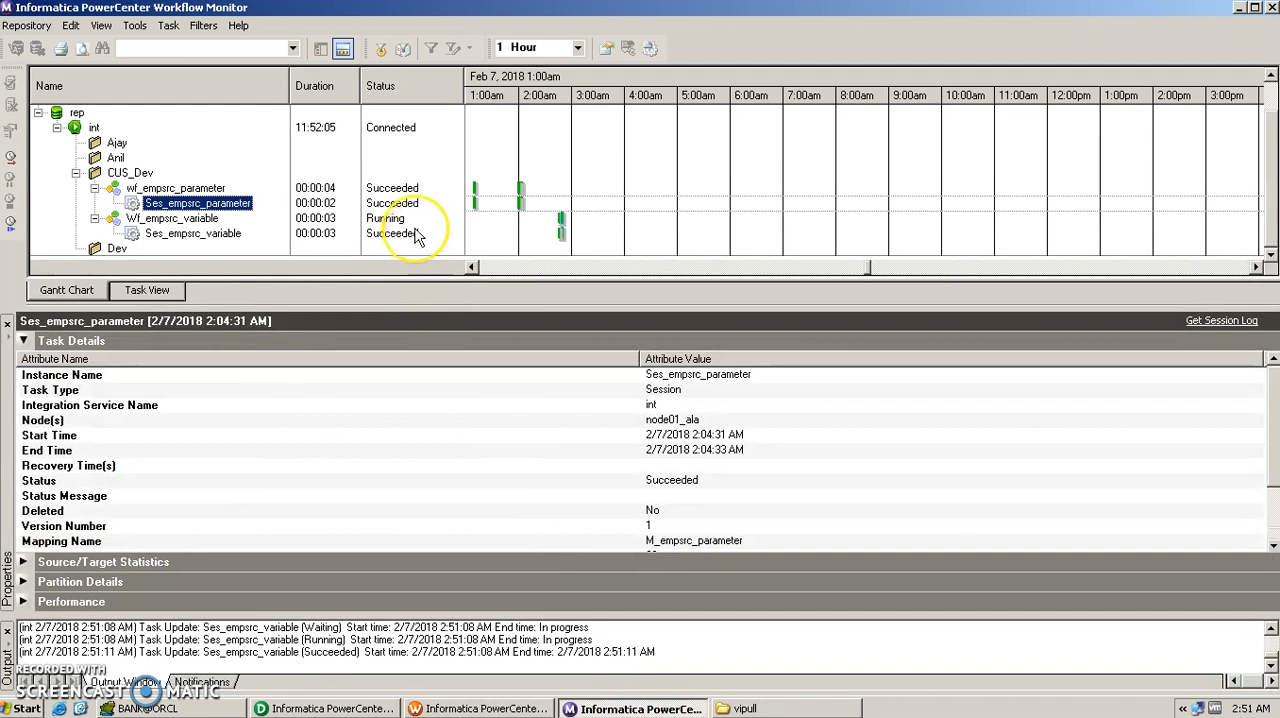 Informatica PowerCenter Workflow Monitor
Repository Edit View Tools Task Filters Help
1 Hour
Name Duration Status Feb 7, 2018 1:00am
1:00am 2:00am 3:00am 4:00am 5:00am 6:00am 7:00am 8:00am 9:00am 10:00am 11:00am 12:00pm 1:00pm 2:00pm 3:00pm
rep
int 11:52:05 Connected
Ajay
Anil
CUS_Dev
wf_empsrc_parameter 00:00:04 Succeeded
Ses_empsrc_parameter 00:00:02 Succeeded
Wf_empsrc_variable 00:00:03 Running
Ses_empsrc_variable 00:00:03 Succeeded
Dev
Gantt Chart Task View
Ses_empsrc_parameter [2/7/2018 2:04:31 AM] Get Session Log
Task Details
Attribute Name Attribute Value
Instance Name Ses_empsrc_parameter
Task Type Session
Integration Service Name int
Node(s) node01_ala
Start Time 2/7/2018 2:04:31 AM
End Time 2/7/2018 2:04:33 AM
Recovery Time(s)
Status Succeeded
Status Message
Deleted No
Version Number 1
Mapping Name M_empsrc_parameter
Source/Target Statistics
Partition Details
Performance
Properties
(int 2/7/2018 2:51:08 AM) Task Update: Ses_empsrc_variable (Waiting) Start time: 2/7/2018 2:51:08 AM End time: In progress
(int 2/7/2018 2:51:08 AM) Task Update: Ses_empsrc_variable (Running) Start time: 2/7/2018 2:51:08 AM End time: In progress
(int 2/7/2018 2:51:11 AM) Task Update: Ses_empsrc_variable (Succeeded) Start time: 2/7/2018 2:51:08 AM End time: 2/7/2018 2:51:11 AM
Output
RECORDED WITH
SCREENCAST MATIC
Output Window Notifications
Start BANK@ORCL Informatica PowerCente... Informatica PowerCente... Informatica PowerCe... vipull 2:51 AM